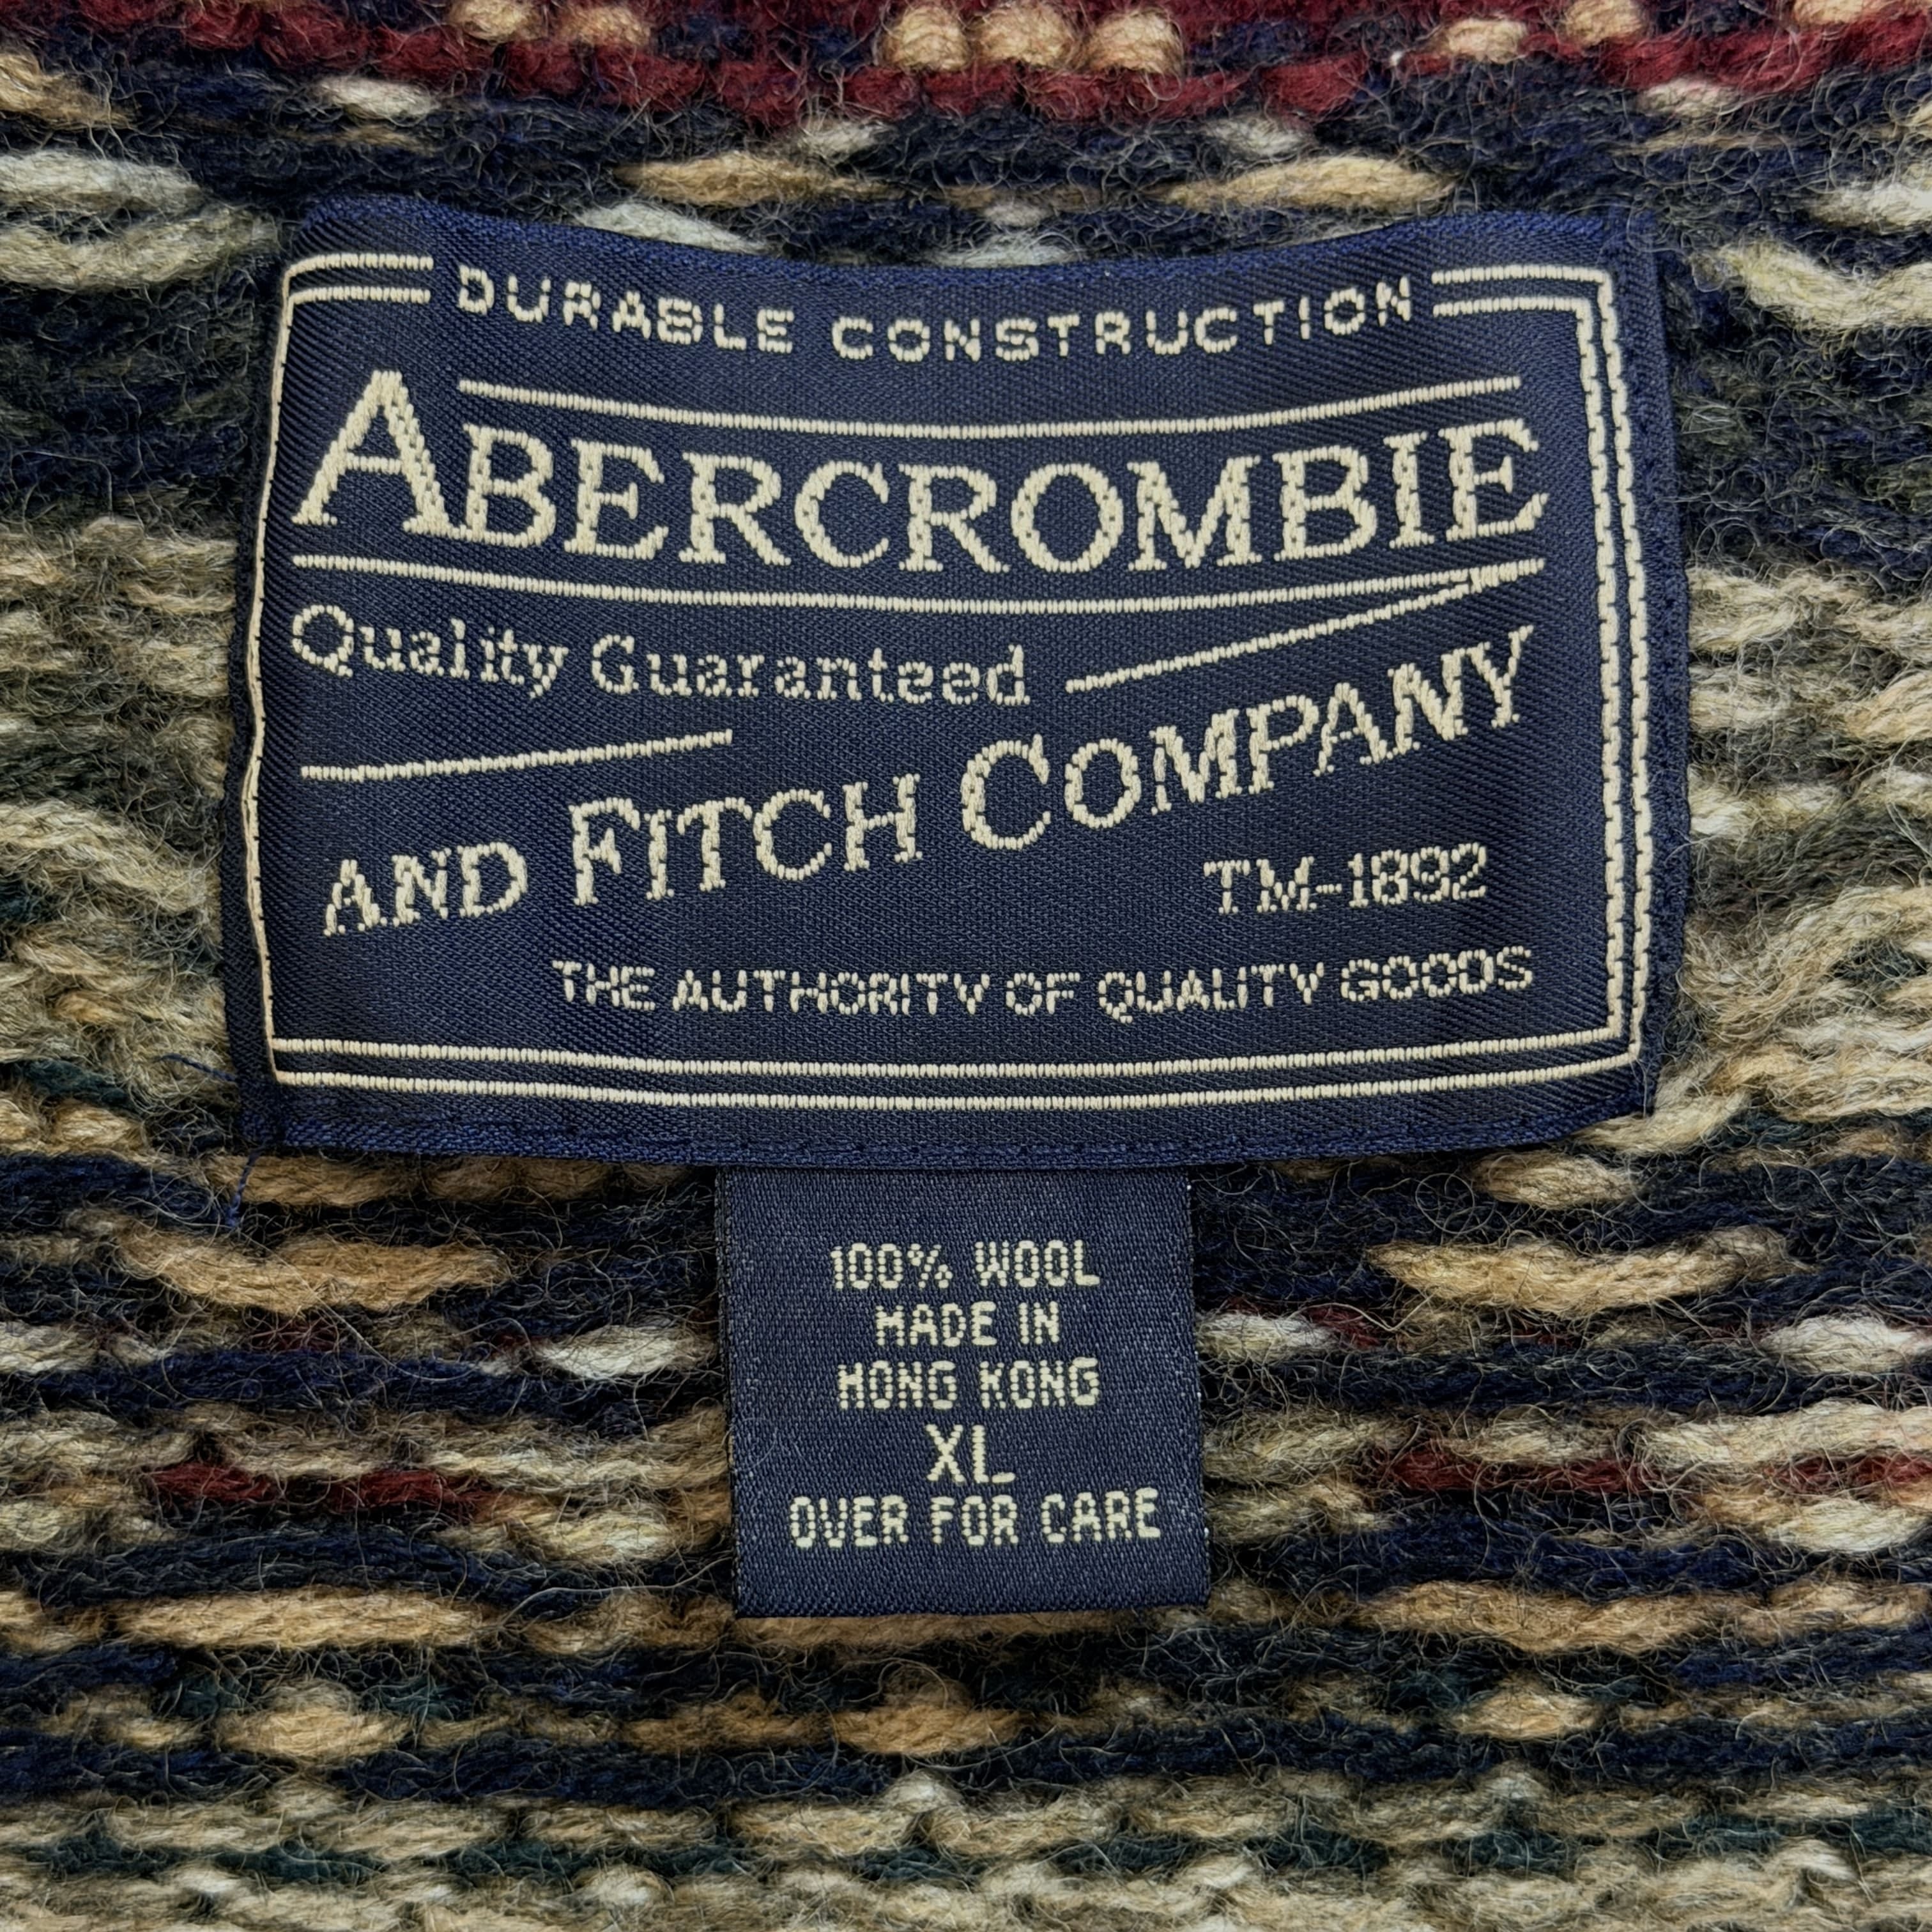 DURABLE CONSTRUCTION
ABERCROMBIE
Quality Guaranteed
AND FITCH COMPANY
TM-1892
THE AUTHORITY OF QUALITY GOODS
100% WOOL
MADE IN
HONG KONG
XL
OVER FOR CARE